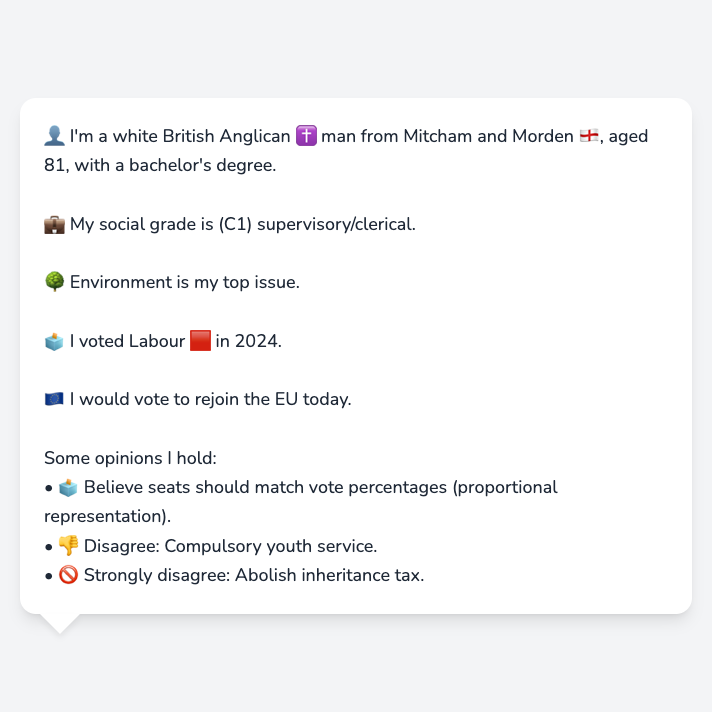 👤 I'm a white British Anglican ✝️ man from Mitcham and Morden 🏴󠁧󠁢󠁥󠁮󠁧󠁿, aged
81, with a bachelor's degree.
💼 My social grade is (C1) supervisory/clerical.
🌳 Environment is my top issue.
🗳️ I voted Labour 🟥 in 2024.
🇪🇺 I would vote to rejoin the EU today.
Some opinions I hold:
• 🗳️ Believe seats should match vote percentages (proportional
representation).
• 👎 Disagree: Compulsory youth service.
• 🚫 Strongly disagree: Abolish inheritance tax.